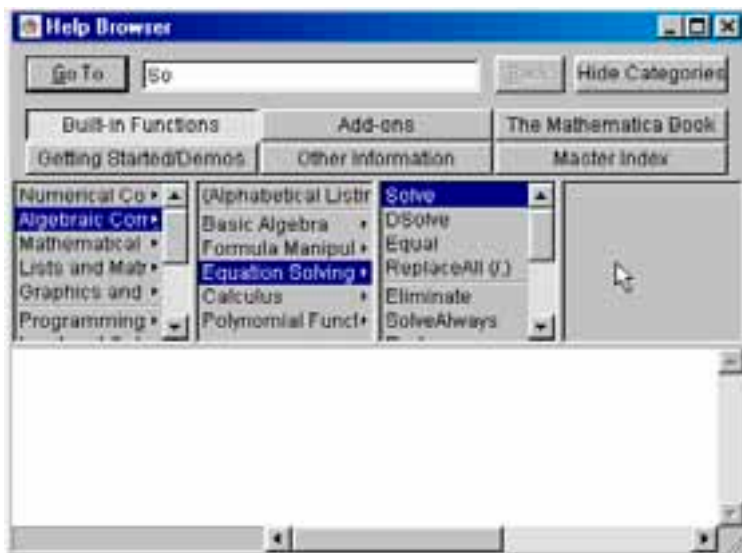 Help Browser
Go To So Back Hide Categories
Built-in Functions Add-ons The Mathematica Book
Getting Started/Demos Other Information Master Index
Numerical Co
Algebraic Com
Mathematical
Lists and Matr
Graphics and
Programming
(Alphabetical Listin
Basic Algebra
Formula Manipul
Equation Solving
Calculus
Polynomial Funct
Solve
DSolve
Equal
ReplaceAll (/.)
Eliminate
SolveAlways